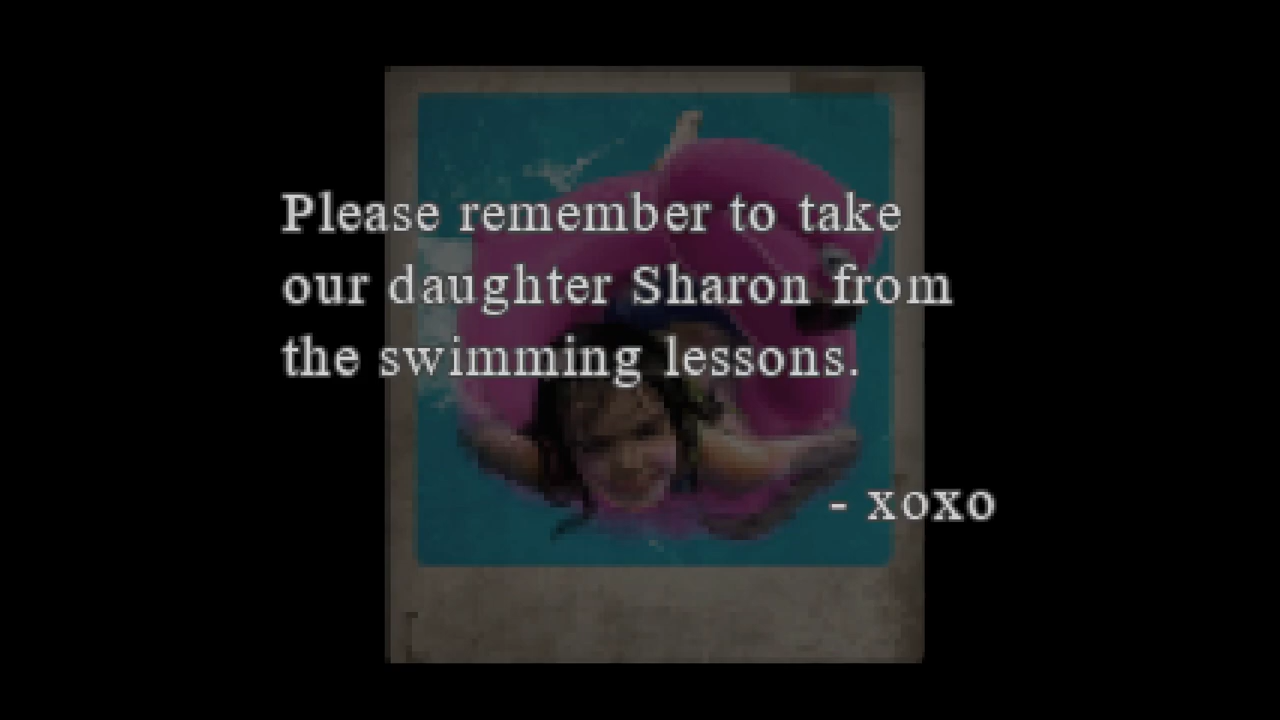 Please remember to take
our daughter Sharon from
the swimming lessons.
- xoxo